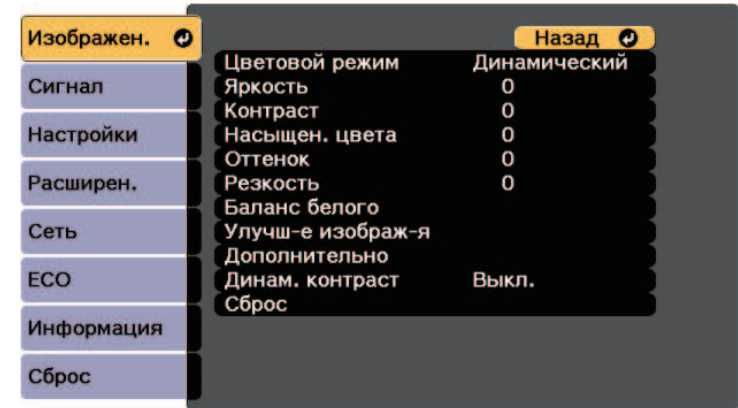 Изображен.
Сигнал
Настройки
Расширен.
Сеть
ECO
Информация
Сброс
Назад
Цветовой режим Динамический
Яркость 0
Контраст 0
Насыщен. цвета 0
Оттенок 0
Резкость 0
Баланс белого
Улучш-е изображ-я
Дополнительно
Динам. контраст Выкл.
Сброс